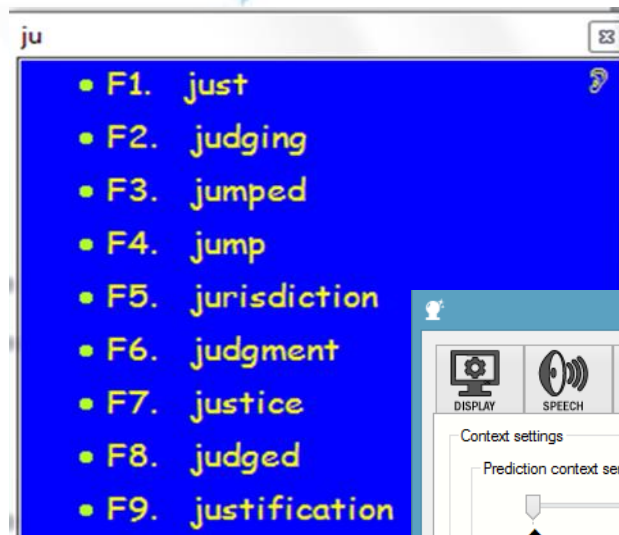 ju
F1. just
F2. judging
F3. jumped
F4. jump
F5. jurisdiction
F6. judgment
F7. justice
F8. judged
F9. justification
DISPLAY SPEECH
Context settings
Prediction context